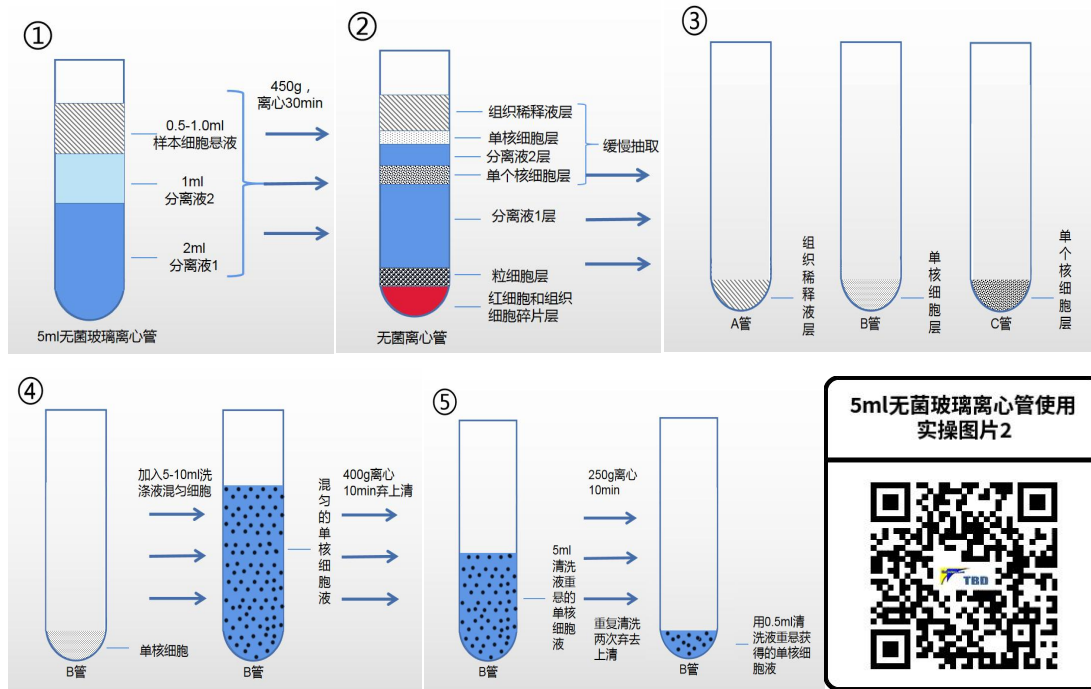 ①
0.5-1.0ml
样本细胞悬液
1ml
分离液2
2ml
分离液1
5ml无菌玻璃离心管
450g，
离心30min
②
组织稀释液层
单核细胞层
分离液2层
单个核细胞层
缓慢抽取
分离液1层
粒细胞层
红细胞和组织
细胞碎片层
无菌离心管
③
组织稀释液层
A管
单核细胞层
B管
单个核细胞层
C管
④
单核细胞
B管
加入5-10ml洗
涤液混匀细胞
混匀的单核细胞液
B管
400g离心
10min弃上清
⑤
5ml
清洗
液重
悬的
单核
细胞
液
B管
250g离心
10min
重复清洗
两次弃去
上清
用0.5ml清
洗液重悬获
得的单核细
胞液
B管
5ml无菌玻璃离心管使用
实操图片2
TBD